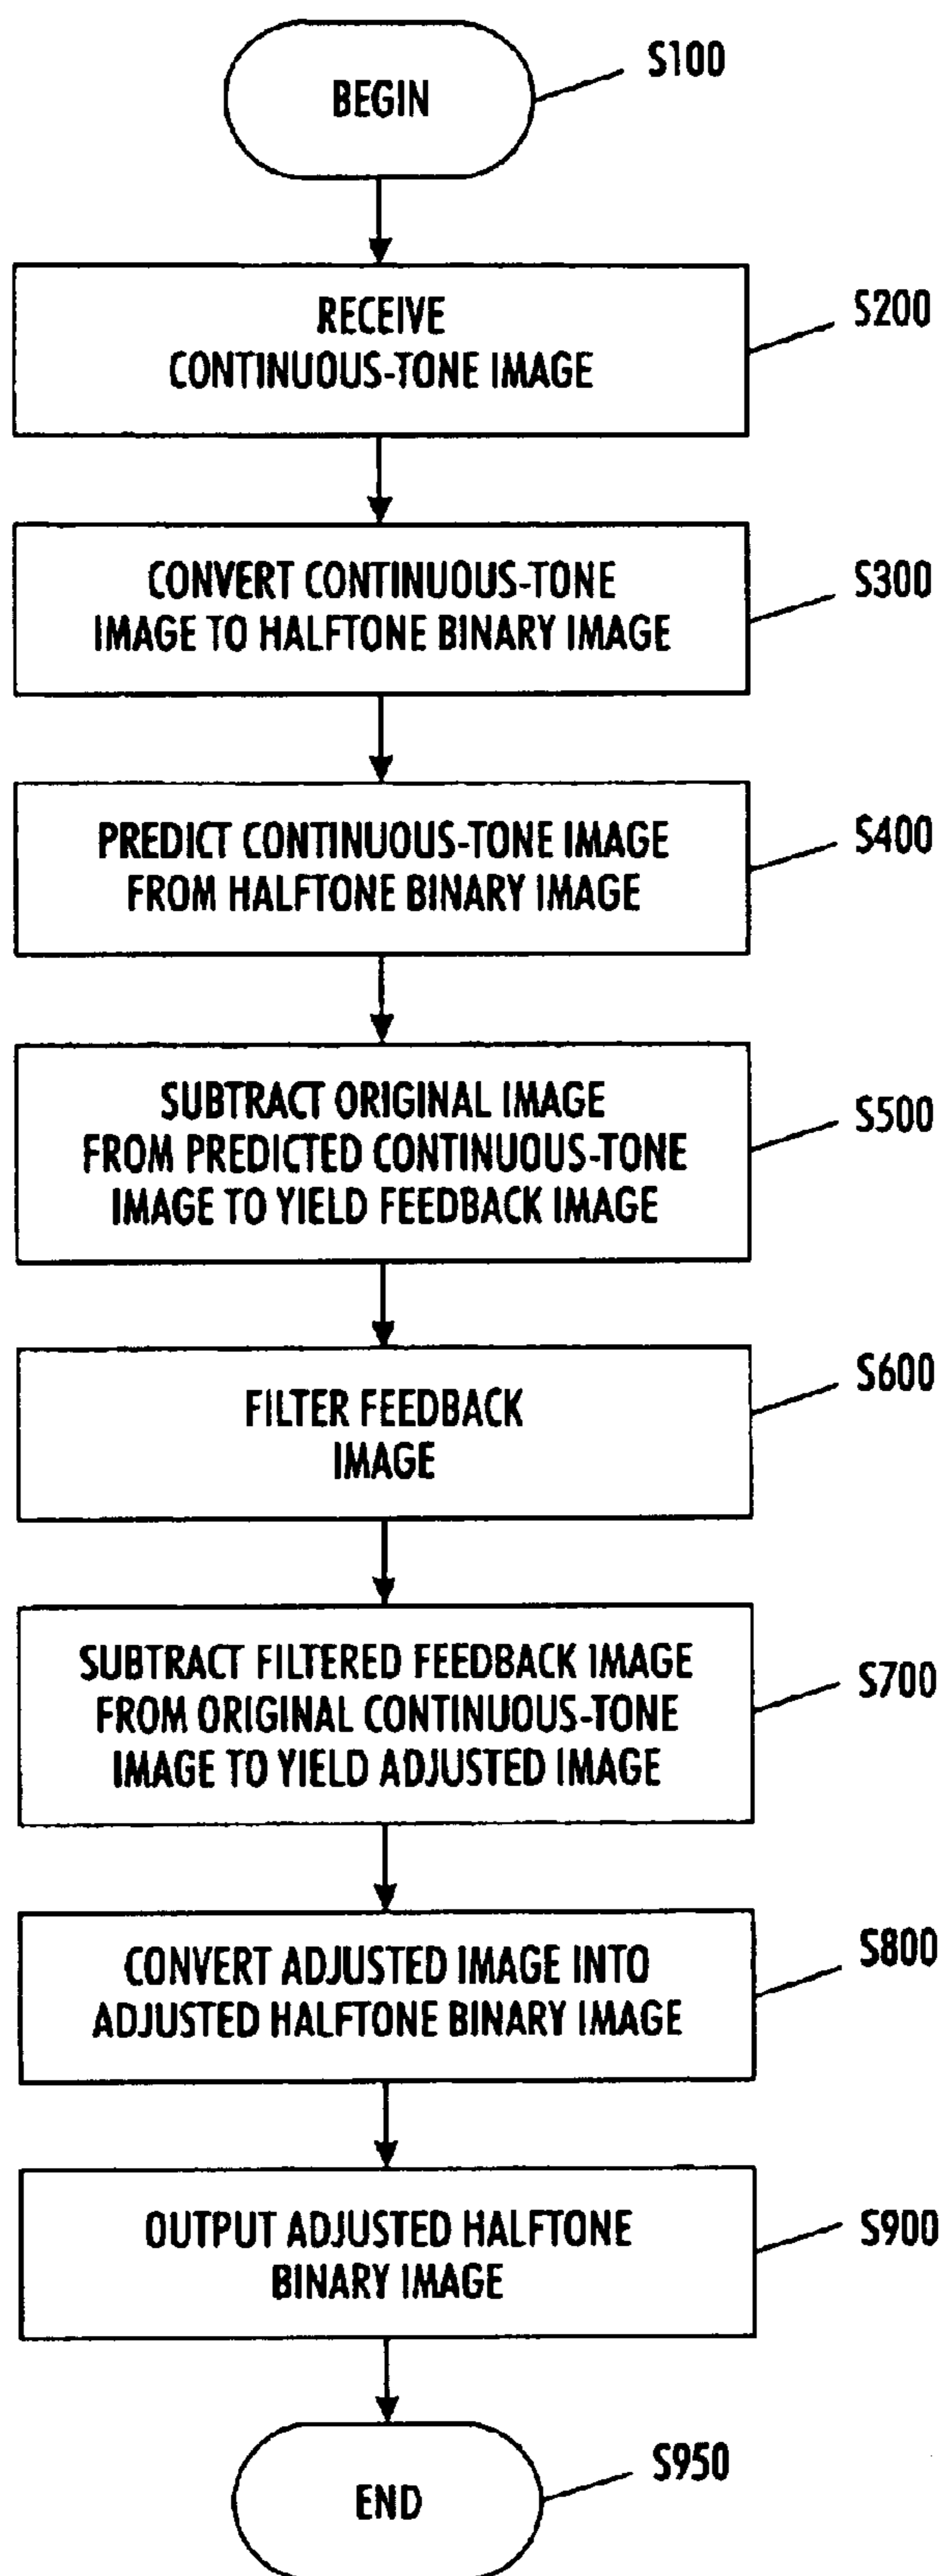 BEGIN
S100
RECEIVE
CONTINUOUS-TONE IMAGE
S200
CONVERT CONTINUOUS-TONE
IMAGE TO HALFTONE BINARY IMAGE
S300
PREDICT CONTINUOUS-TONE IMAGE
FROM HALFTONE BINARY IMAGE
S400
SUBTRACT ORIGINAL IMAGE
FROM PREDICTED CONTINUOUS-TONE
IMAGE TO YIELD FEEDBACK IMAGE
S500
FILTER FEEDBACK
IMAGE
S600
SUBTRACT FILTERED FEEDBACK IMAGE
FROM ORIGINAL CONTINUOUS-TONE
IMAGE TO YIELD ADJUSTED IMAGE
S700
CONVERT ADJUSTED IMAGE INTO
ADJUSTED HALFTONE BINARY IMAGE
S800
OUTPUT ADJUSTED HALFTONE
BINARY IMAGE
S900
END
S950